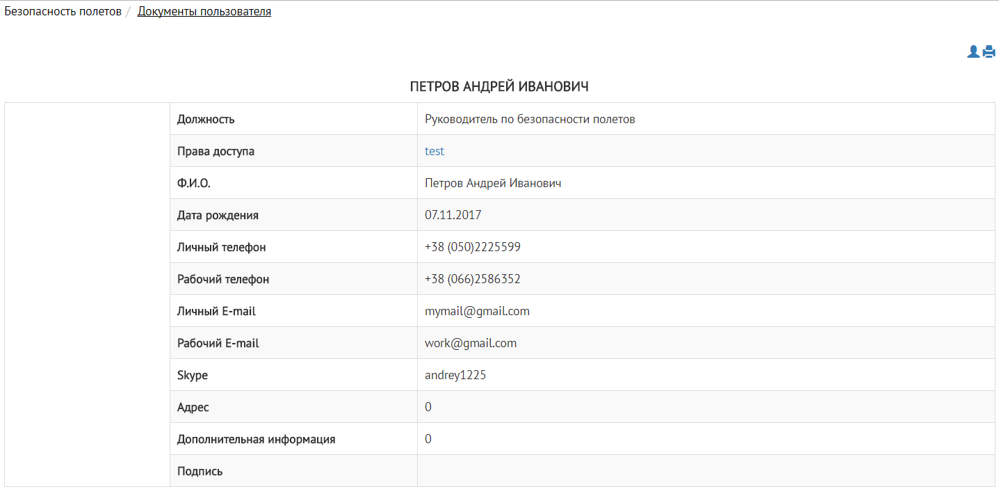 Безопасность полетов / Документы пользователя
ПЕТРОВ АНДРЕЙ ИВАНОВИЧ
Должность Руководитель по безопасности полетов
Права доступа test
Ф.И.О. Петров Андрей Иванович
Дата рождения 07.11.2017
Личный телефон +38 (050)2225599
Рабочий телефон +38 (066)2586352
Личный E-mail mymail@gmail.com
Рабочий E-mail work@gmail.com
Skype andrey1225
Адрес 0
Дополнительная информация 0
Подпись